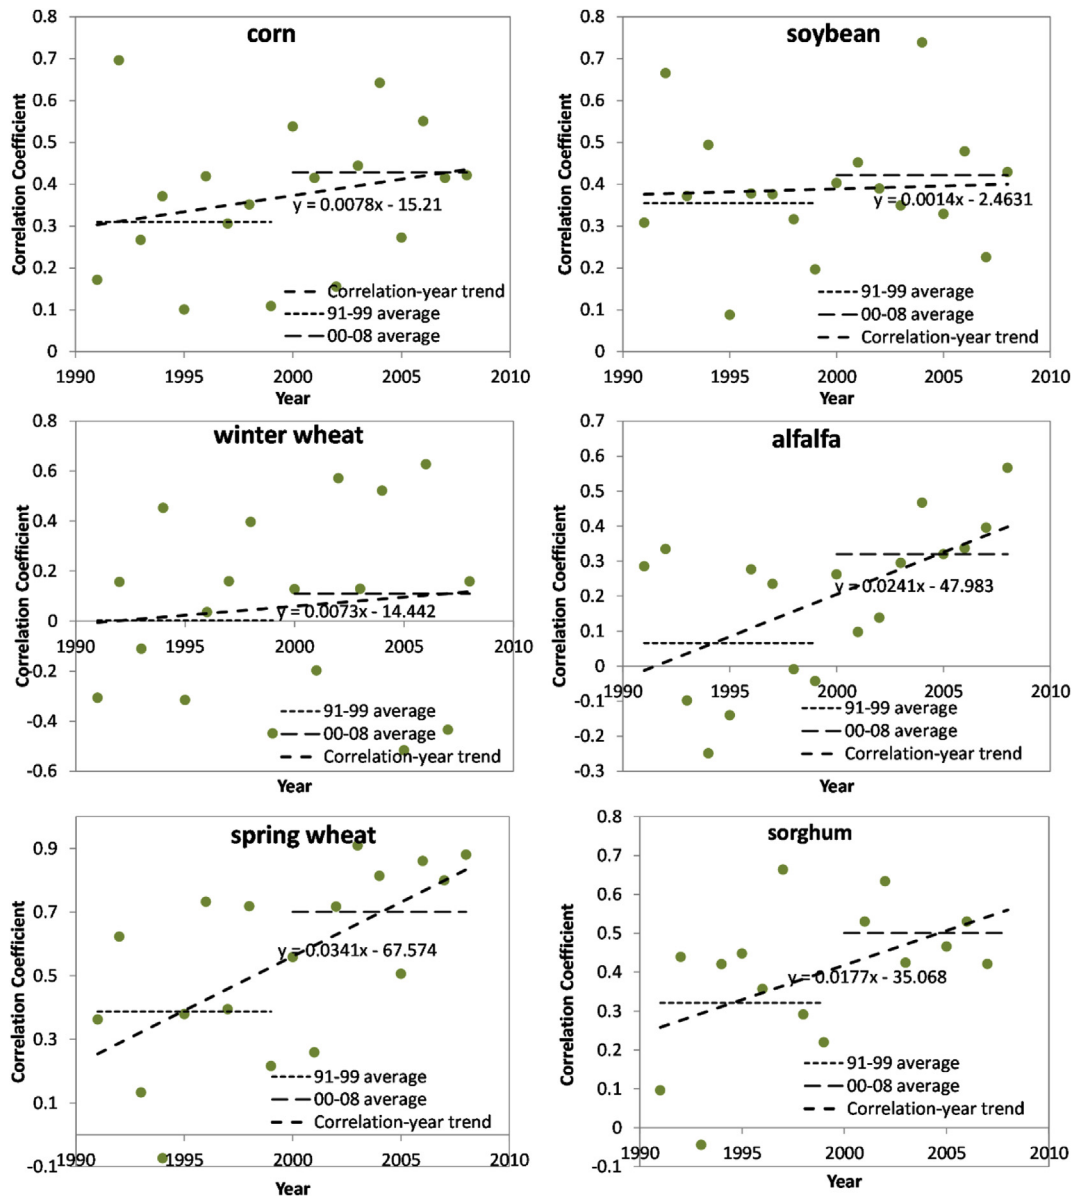 corn
Correlation Coefficient
0.8
0.7
0.6
0.5
0.4
0.3
0.2
0.1
0
y = 0.0078x - 15.21
Correlation-year trend
91-99 average
00-08 average
1990 1995 2000 2005 2010
Year
soybean
Correlation Coefficient
0.8
0.7
0.6
0.5
0.4
0.3
0.2
0.1
0
y = 0.0014x - 2.4631
91-99 average
00-08 average
Correlation-year trend
1990 1995 2000 2005 2010
Year
winter wheat
Correlation Coefficient
0.8
0.6
0.4
0.2
0
-0.2
-0.4
-0.6
y = 0.0073x - 14.442
1990 1995 2000 2005 2010
91-99 average
00-08 average
Correlation-year trend
Year
alfalfa
Correlation Coefficient
0.7
0.6
0.5
0.4
0.3
0.2
0.1
0
-0.1
-0.2
-0.3
y = 0.0241x - 47.983
1990 1995 2000 2005 2010
91-99 average
00-08 average
Correlation-year trend
Year
spring wheat
Correlation Coefficient
0.9
0.7
0.5
0.3
0.1
-0.1
y = 0.0341x - 67.574
91-99 average
00-08 average
Correlation-year trend
1990 1995 2000 2005 2010
Year
sorghum
Correlation Coefficient
0.8
0.7
0.6
0.5
0.4
0.3
0.2
0.1
0
-0.1
y = 0.0177x - 35.068
91-99 average
00-08 average
Correlation-year trend
1990 1995 2000 2005 2010
Year